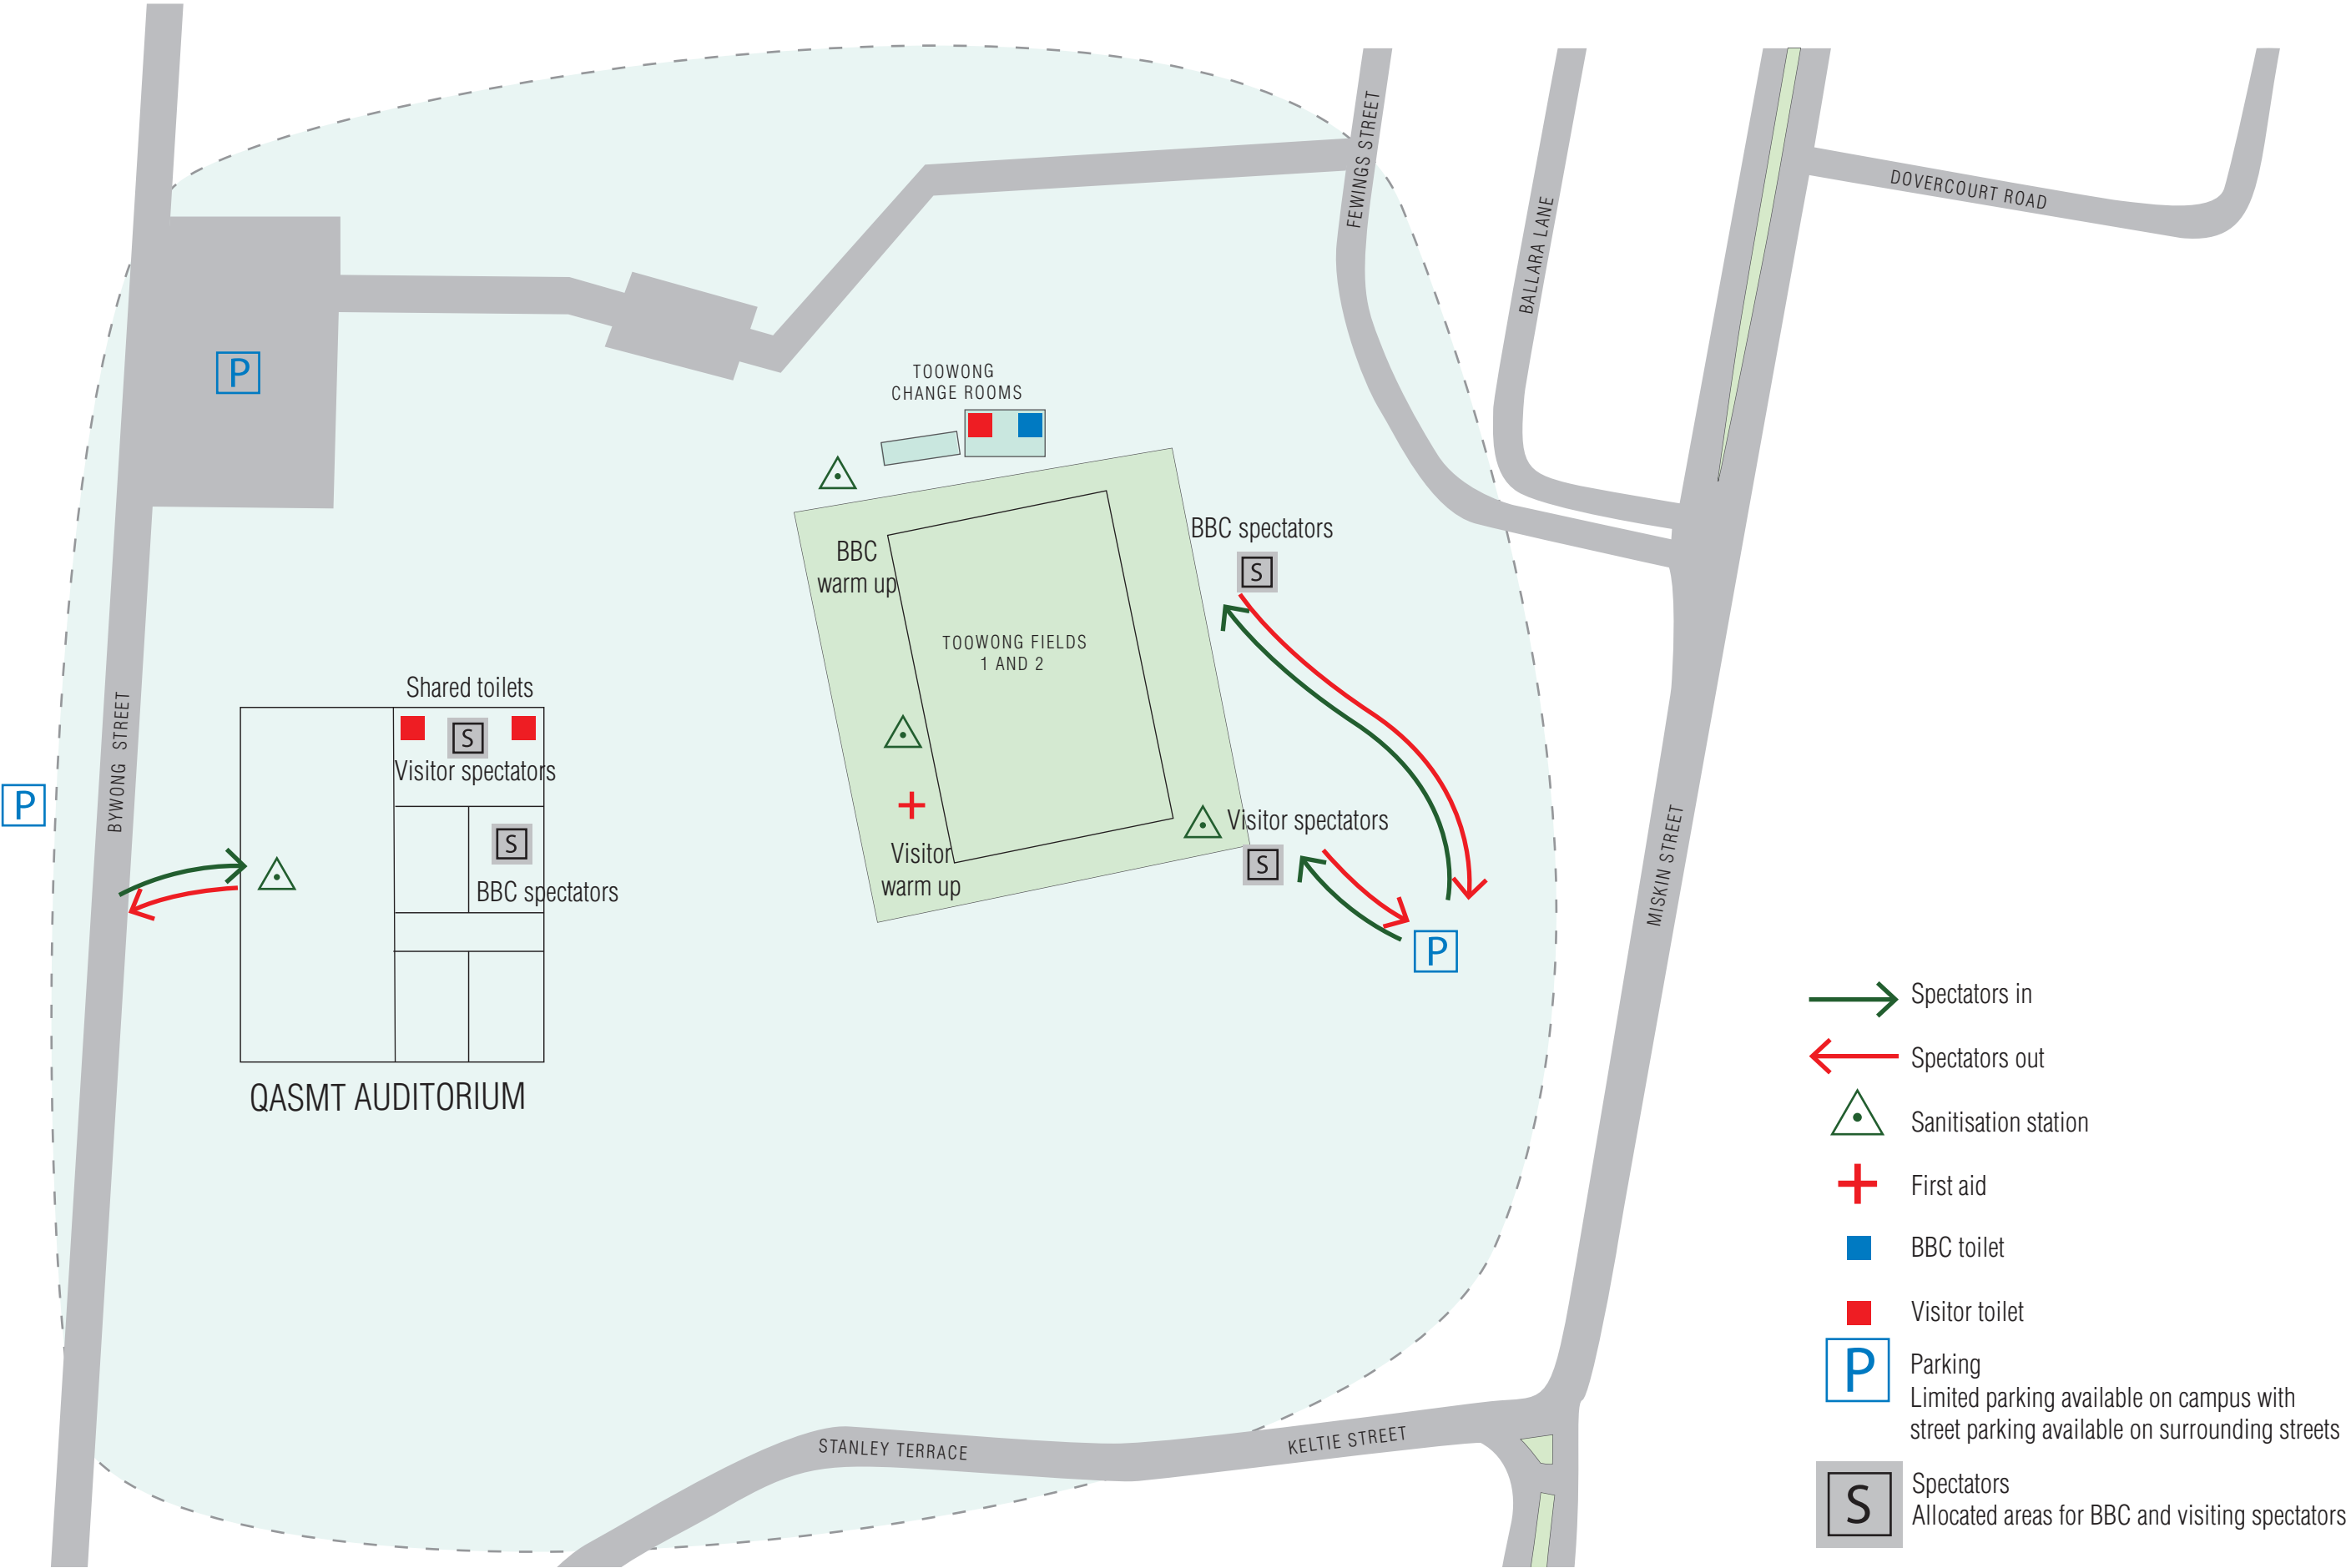 FEWINGS STREET
BALLARA LANE
DOVERCOURT ROAD
P
TOOWONG
CHANGE ROOMS
BBC spectators
S
BBC
warm up
TOOWONG FIELDS
1 AND 2
Shared toilets
S
Visitor spectators
BYWONG STREET
P
S
BBC spectators
Visitor spectators
S
Visitor
warm up
P
MISKIN STREET
QASMT AUDITORIUM
STANLEY TERRACE
KELTIE STREET
Spectators in
Spectators out
Sanitisation station
First aid
BBC toilet
Visitor toilet
P
Parking
Limited parking available on campus with
street parking available on surrounding streets
S
Spectators
Allocated areas for BBC and visiting spectators